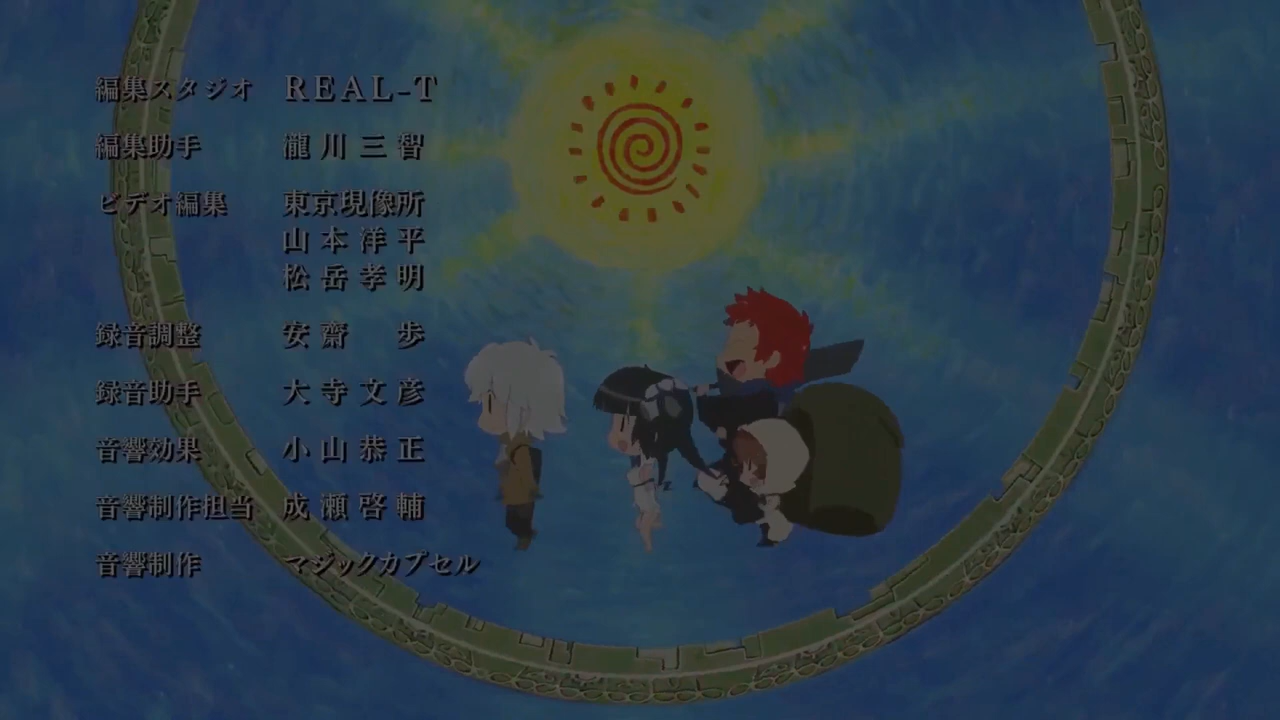 編集スタジオ REAL-T
編集助手 瀧川三智
ビデオ編集 東京現像所
山本洋平
松岳孝明
録音調整 安齋 歩
録音助手 大寺文彦
音響効果 小山恭正
音響制作担当 成瀬啓輔
音響制作 マジックカプセル